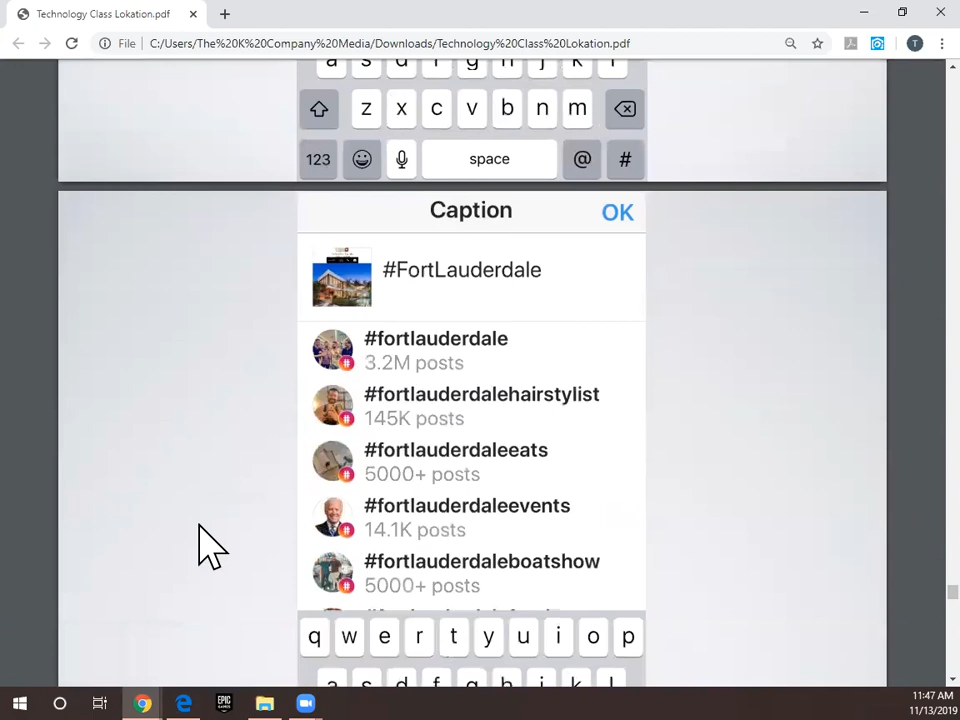 Technology Class Lokation.pdf
File
C:/Users/The%20K%20Company%20Media/Downloads/Technology%20Class%20Lokation.pdf
T
z x c v b n m
123 space @ #
Caption OK
#FortLauderdale
#fortlauderdale
3.2M posts
#fortlauderdalehairstylist
145K posts
#fortlauderdaleeats
5000+ posts
#fortlauderdaleevents
14.1K posts
#fortlauderdaleboatshow
5000+ posts
q w e r t y u i o p
EPIC
GAMES
11:47 AM
11/13/2019